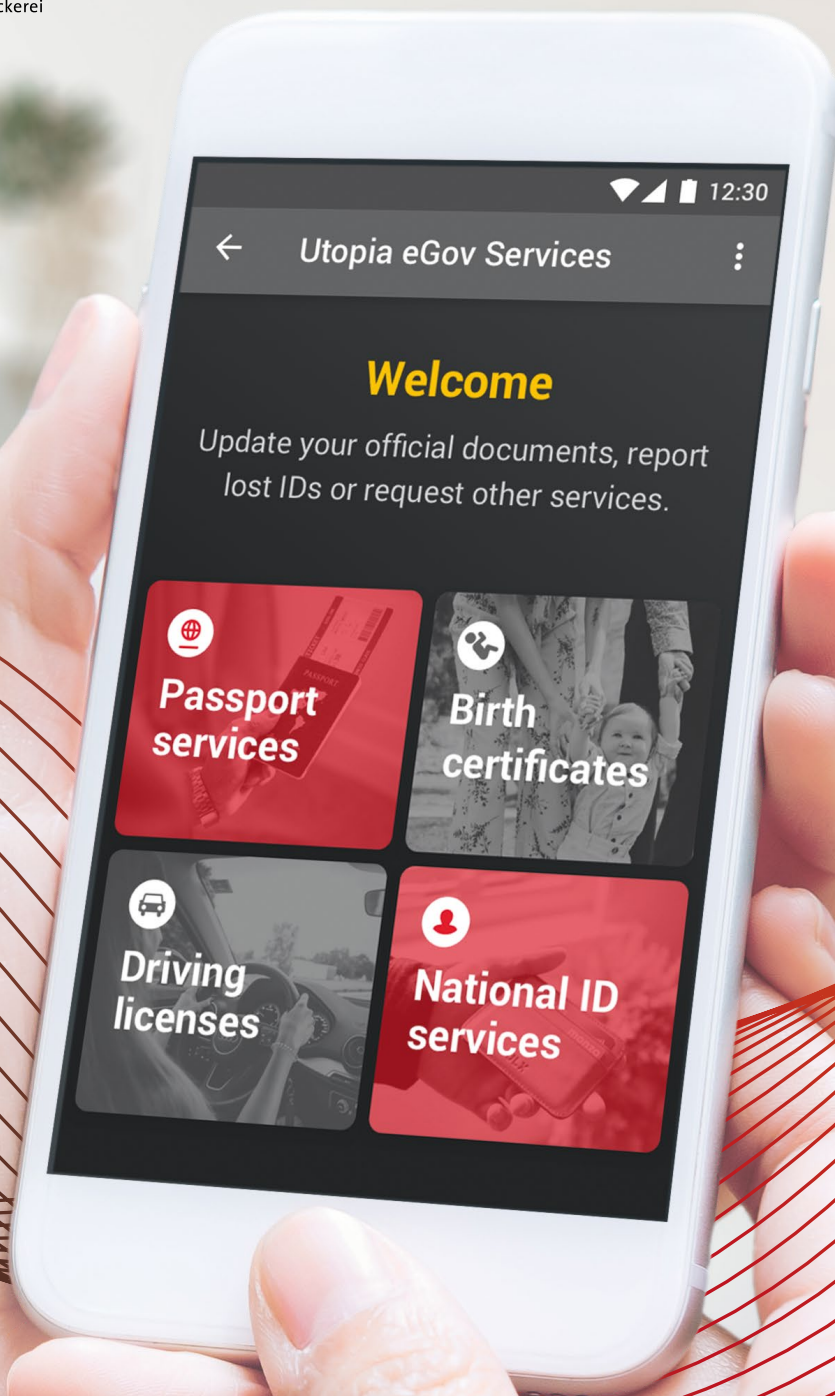 ckerei
12:30
Utopia eGov Services
Welcome
Update your official documents, report
lost IDs or request other services.
PASSPORT
Passport
services
Birth
certificates
Driving
licenses
National ID
services